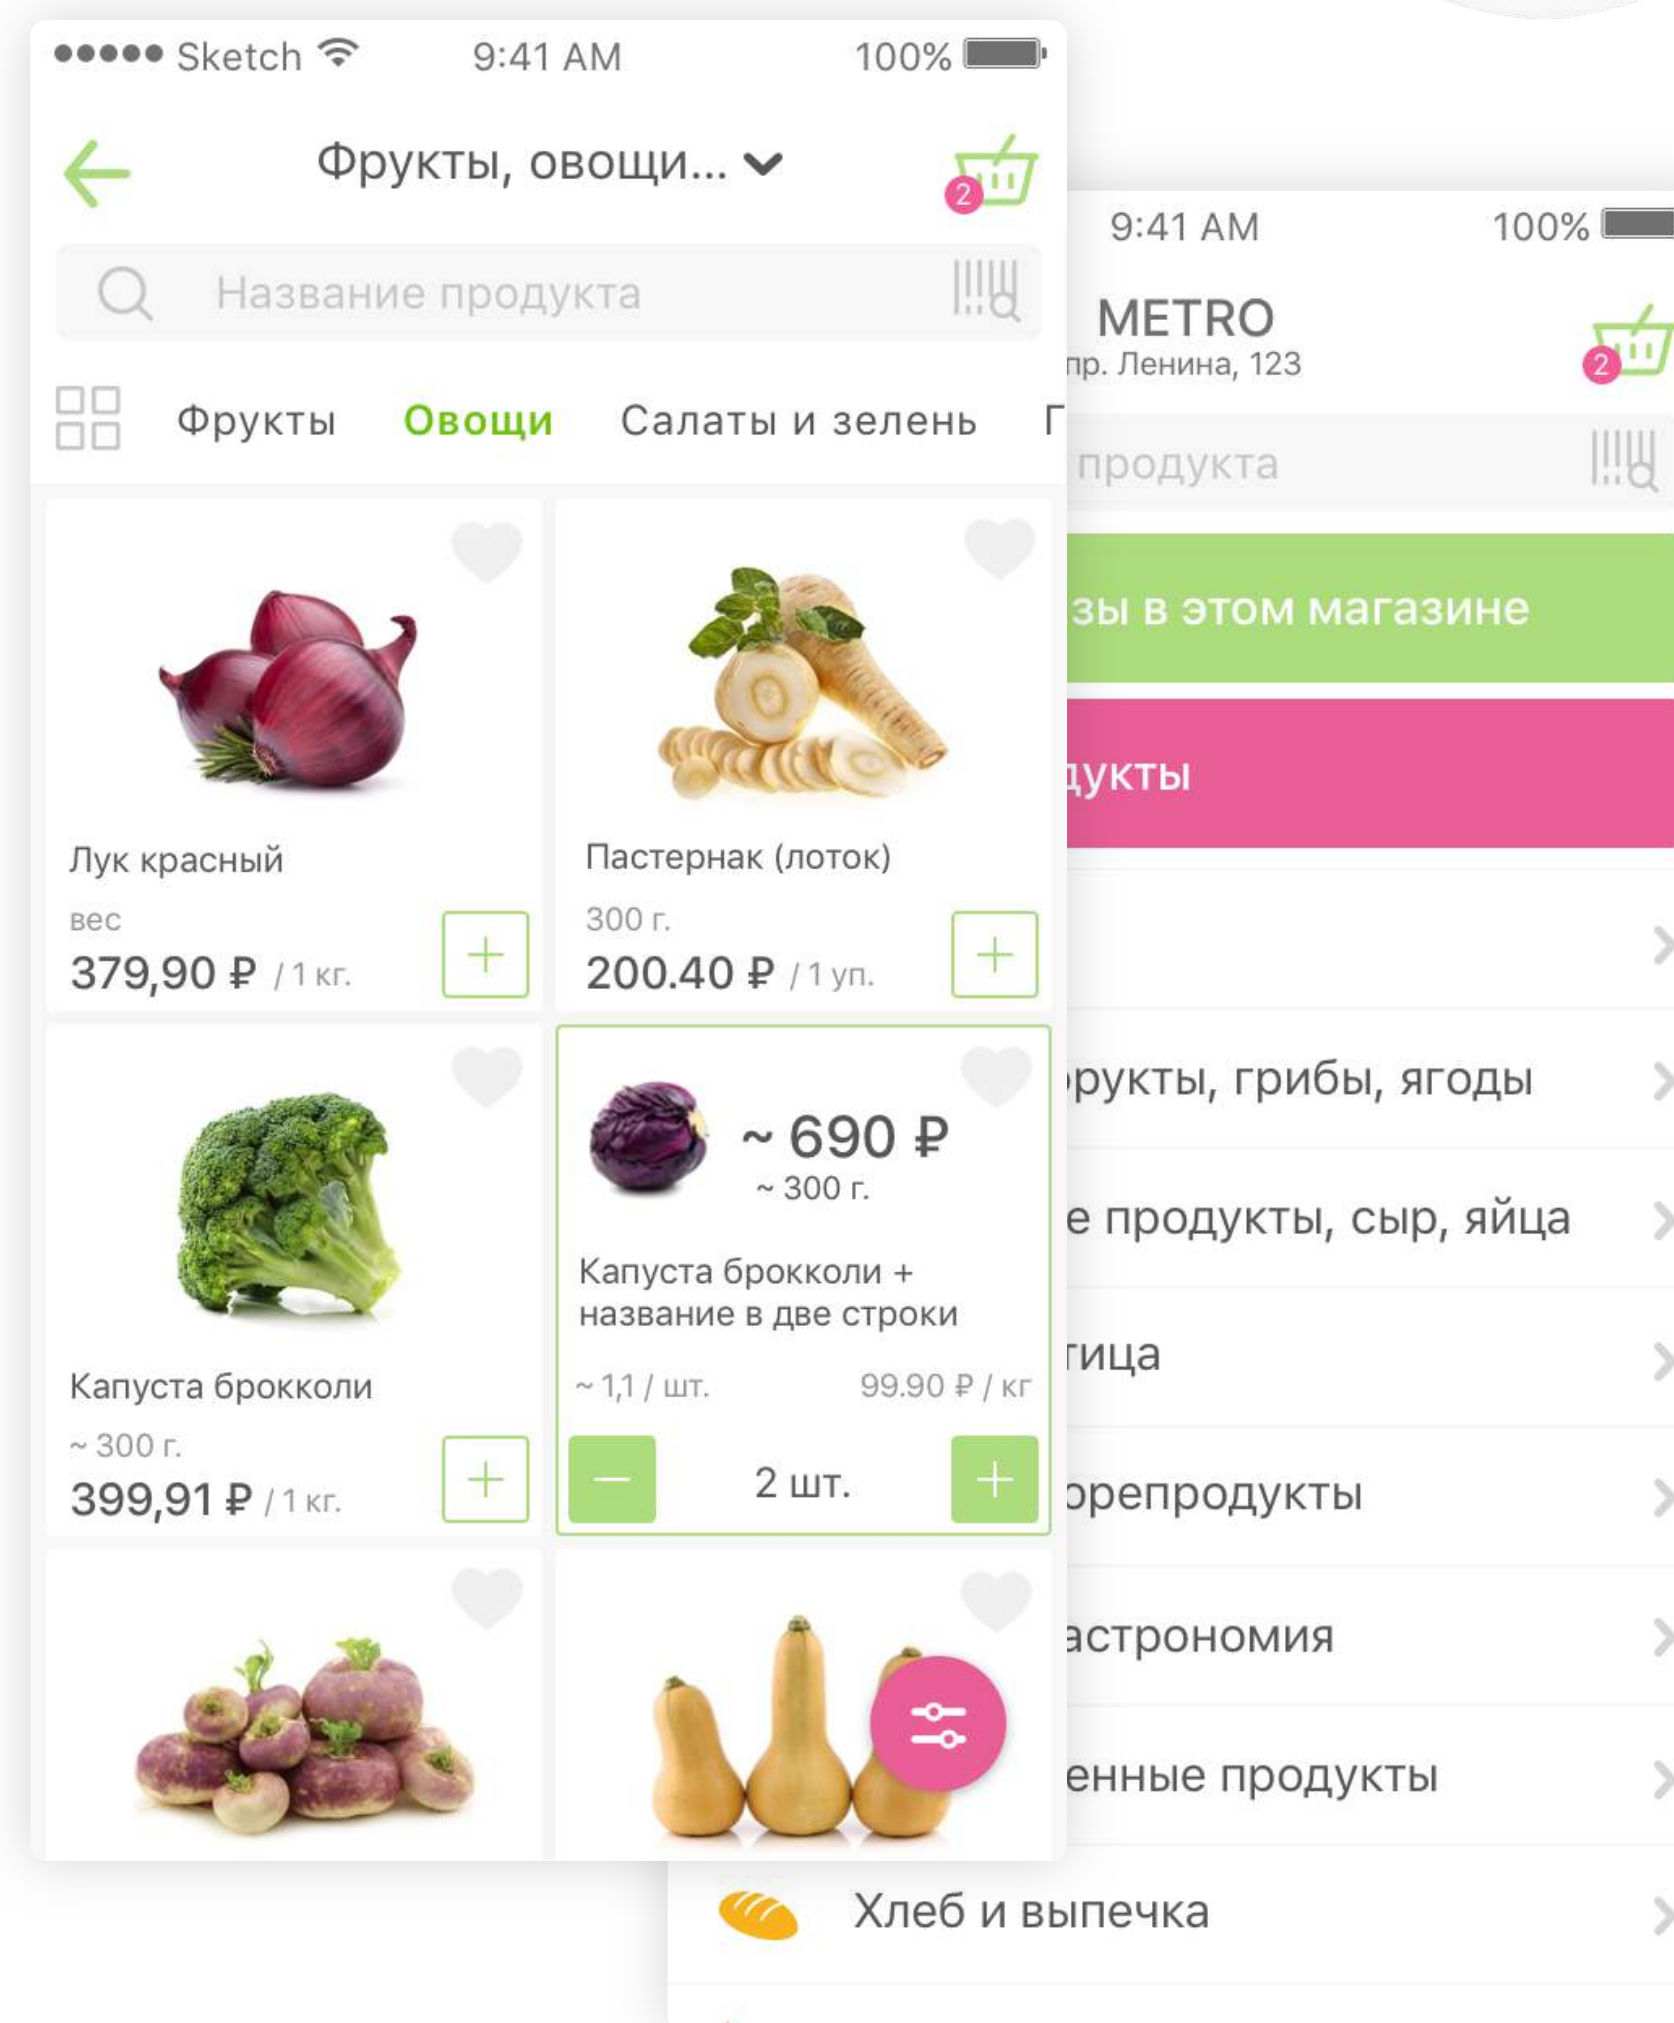 Sketch 9:41 AM 100%
Фрукты, овощи...
2
Название продукта
Фрукты Овощи Салаты и зелень
Лук красный
вес
379,90 ₽ / 1 кг.
Пастернак (лоток)
300 г.
200.40 ₽ / 1 уп.
Капуста брокколи
~ 300 г.
399,91 ₽ / 1 кг.
~ 690 ₽
~ 300 г.
Капуста брокколи +
название в две строки
~ 1,1 / шт. 99.90 ₽ / кг
2 шт.
9:41 AM 100%
METRO
пр. Ленина, 123
2
продукта
зы в этом магазине
дукты
рукты, грибы, ягоды
е продукты, сыр, яйца
тица
орепродукты
астрономия
енные продукты
Хлеб и выпечка